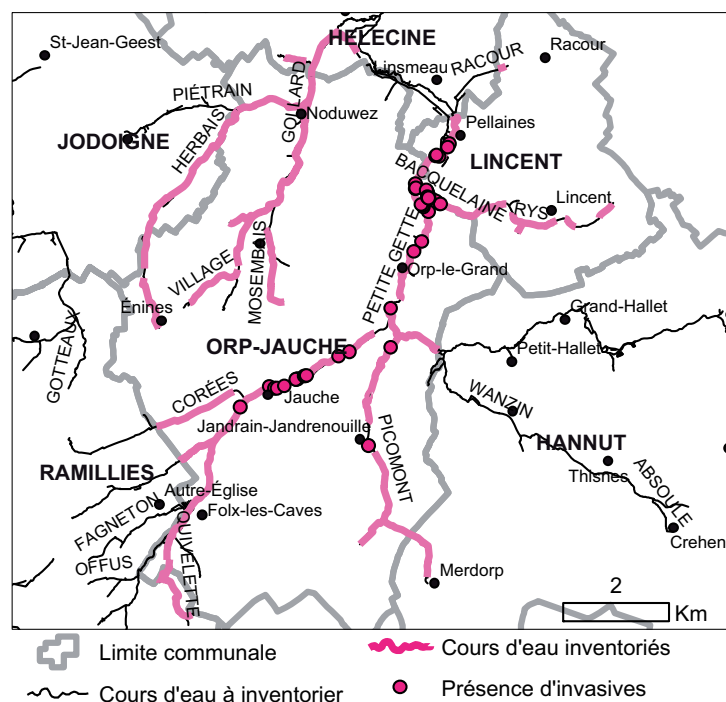 HELECINE
St-Jean-Geest
Racour
Linsmeau
RACOUR
PIÉTRAIN
GOLLARD
Noduwez
Pellaines
JODOIGNE
HERBAIS
LINCENT
BACQUELAINE
RYS
Lincent
PETITE GETTE
MOSEMBAIS
VILLAGE
Orp-le-Grand
Énines
Grand-Hallet
GOTTEAUX
ORP-JAUCHE
Petit-Hallet
CORÉES
Jauche
WANZIN
Jandrain-Jandrenouille
PICOMONT
HANNUT
RAMILLIES
Thisnes
ABSOULE
Autre-Église
FAGNETON
Folx-les-Caves
Crehen
OFFUS
QUIVELETTE
Merdorp
2
Km
Limite communale
Cours d'eau inventoriés
Cours d'eau à inventorier
Présence d'invasives